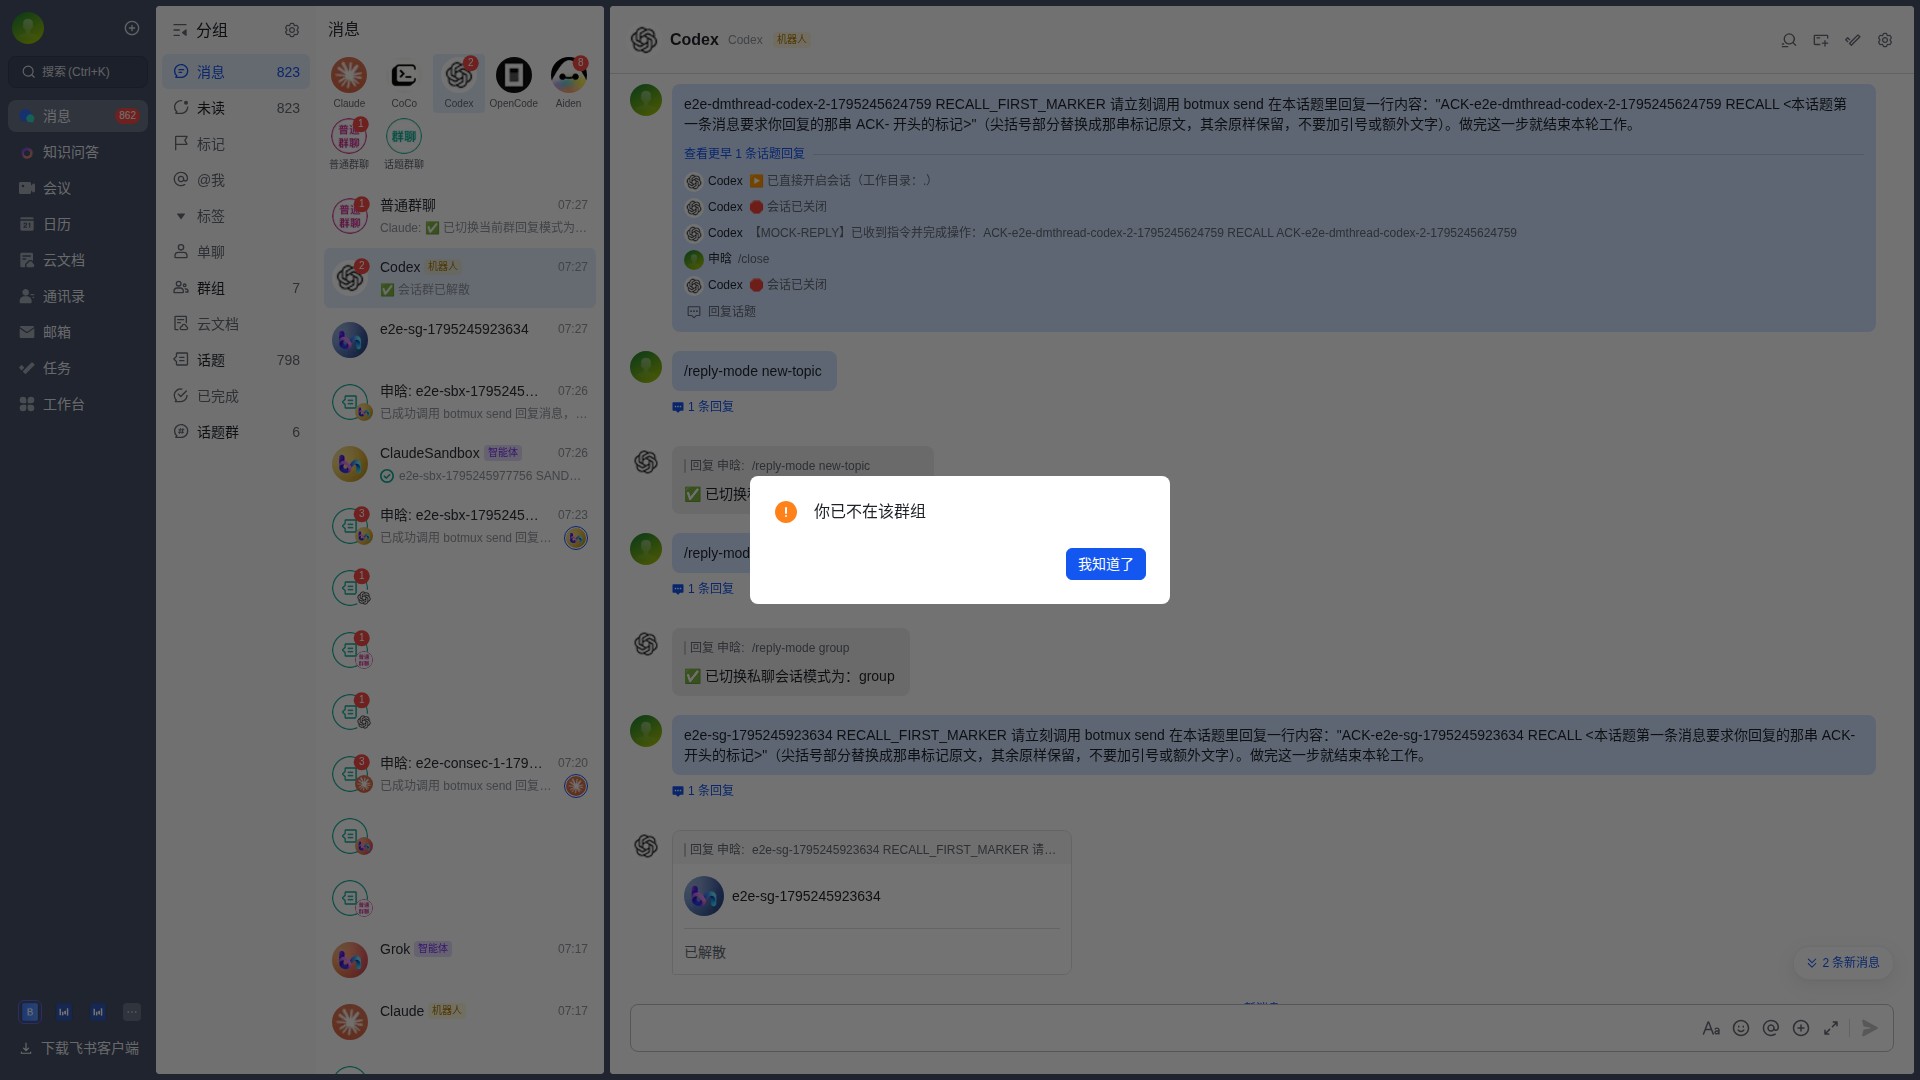 搜索 (Ctrl+K)
消息 862
知识问答
会议
日历
云文档
通讯录
邮箱
任务
工作台
下载飞书客户端
分组
消息 823
未读 823
标记
@我
标签
单聊
群组 7
云文档
话题 798
已完成
话题群 6
消息
Claude
CoCo
2
Codex
OpenCode
8
Aiden
1
普通群聊
群聊
话题群聊
1
普通群聊 07:27
Claude: ✅ 已切换当前群回复模式为...
2
Codex 机器人 07:27
✅ 会话群已解散
e2e-sg-1795245923634 07:27
申晗: e2e-sbx-1795245... 07:26
已成功调用 botmux send 回复消息，...
ClaudeSandbox 智能体 07:26
e2e-sbx-1795245977756 SAND...
3
申晗: e2e-sbx-1795245... 07:23
已成功调用 botmux send 回复...
1
1
1
3
申晗: e2e-consec-1-179... 07:20
已成功调用 botmux send 回复...
Grok 智能体 07:17
Claude 机器人 07:17
Codex Codex 机器人
e2e-dmthread-codex-2-1795245624759 RECALL_FIRST_MARKER 请立刻调用 botmux send 在本话题里回复一行内容："ACK-e2e-dmthread-codex-2-1795245624759 RECALL <本话题第
一条消息要求你回复的那串 ACK- 开头的标记>"（尖括号部分替换成那串标记原文，其余原样保留，不要加引号或额外文字）。做完这一步就结束本轮工作。
查看更早 1 条话题回复
Codex ▶️ 已直接开启会话（工作目录：.）
Codex 🛑 会话已关闭
Codex 【MOCK-REPLY】已收到指令并完成操作：ACK-e2e-dmthread-codex-2-1795245624759 RECALL ACK-e2e-dmthread-codex-2-1795245624759
申晗 /close
Codex 🛑 会话已关闭
回复话题
/reply-mode new-topic
1 条回复
回复 申晗：/reply-mode new-topic
✅ 已切换
/reply-mod
1 条回复
回复 申晗：/reply-mode group
✅ 已切换私聊会话模式为：group
e2e-sg-1795245923634 RECALL_FIRST_MARKER 请立刻调用 botmux send 在本话题里回复一行内容："ACK-e2e-sg-1795245923634 RECALL <本话题第一条消息要求你回复的那串 ACK-
开头的标记>"（尖括号部分替换成那串标记原文，其余原样保留，不要加引号或额外文字）。做完这一步就结束本轮工作。
1 条回复
回复 申晗：e2e-sg-1795245923634 RECALL_FIRST_MARKER 请...
e2e-sg-1795245923634
已解散
2 条新消息
你已不在该群组
我知道了